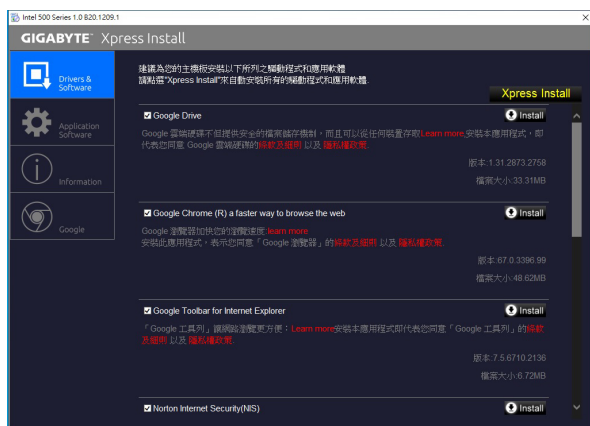 Intel 500 Series 1.0 B20.1209.1
GIGABYTE™ Xpress Install
Drivers &
Software
Application
Software
Information
Google
建議為您的主機板安裝以下所列之驅動程式和應用軟體
請點選"Xpress Install"來自動安裝所有的驅動程式和應用軟體.
Xpress Install
Google Drive
Install
Google 雲端硬碟不但提供安全的檔案儲存機制，而且可以從任何裝置存取Learn more,安裝本應用程式，即
代表您同意 Google 雲端硬碟的條款及細則 以及 隱私權政策.
版本:1.31.2873.2758
檔案大小:33.31MB
Google Chrome (R) a faster way to browse the web
Install
Google 瀏覽器加快您的瀏覽速度 learn more
安裝此應用程式，表示您同意「Google 瀏覽器」的條款及細則 以及 隱私權政策.
版本:67.0.3396.99
檔案大小:48.62MB
Google Toolbar for Internet Explorer
Install
「Google 工具列」讓網路瀏覽更方便：Learn more安裝本應用程式即代表您同意「Google 工具列」的條款
及細則 以及 隱私權政策.
版本:7.5.6710.2136
檔案大小:6.72MB
Norton Internet Security(NIS)
Install